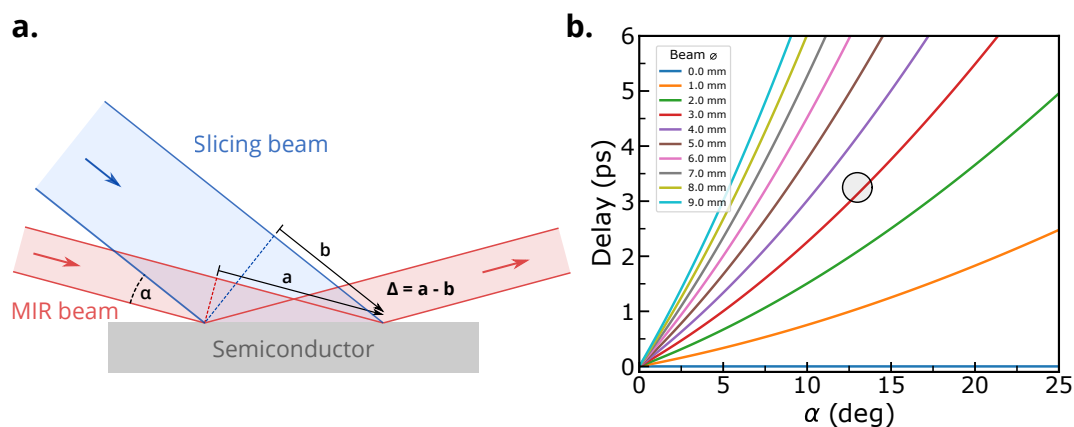 a.
Slicing beam
b
a
Δ = a - b
α
MIR beam
Semiconductor
b.
Delay (ps)
6
5
4
3
2
1
0
Beam ⌀
0.0 mm
1.0 mm
2.0 mm
3.0 mm
4.0 mm
5.0 mm
6.0 mm
7.0 mm
8.0 mm
9.0 mm
0 5 10 15 20 25
α (deg)